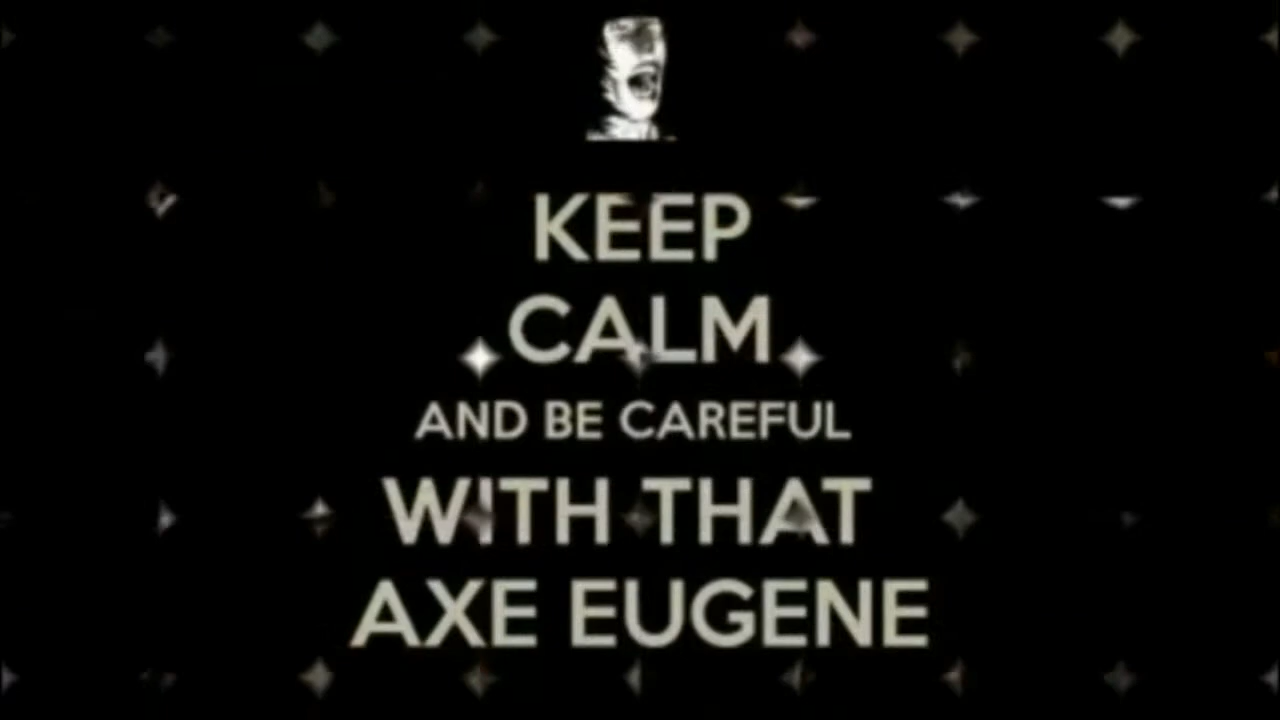 KEEP
CALM
AND BE CAREFUL
WITH THAT
AXE EUGENE